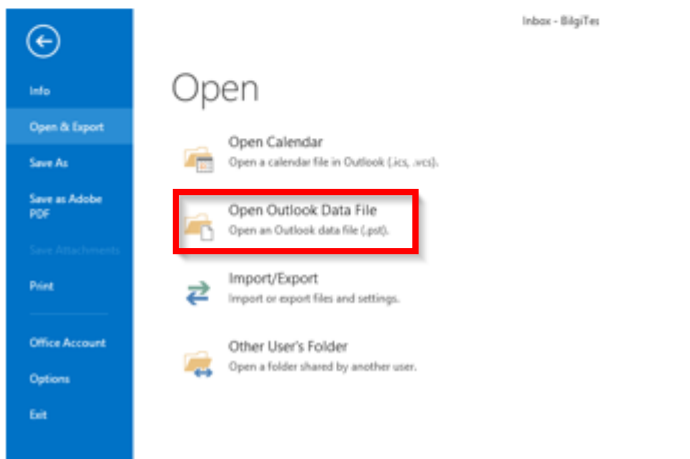 Inbox - BilgiTes
Info
Open & Export
Save As
Save as Adobe
PDF
Save Attachments
Print
Office Account
Options
Exit
Open
Open Calendar
Open a calendar file in Outlook (.ics, .vcs).
Open Outlook Data File
Open an Outlook data file (.pst).
Import/Export
Import or export files and settings.
Other User's Folder
Open a folder shared by another user.